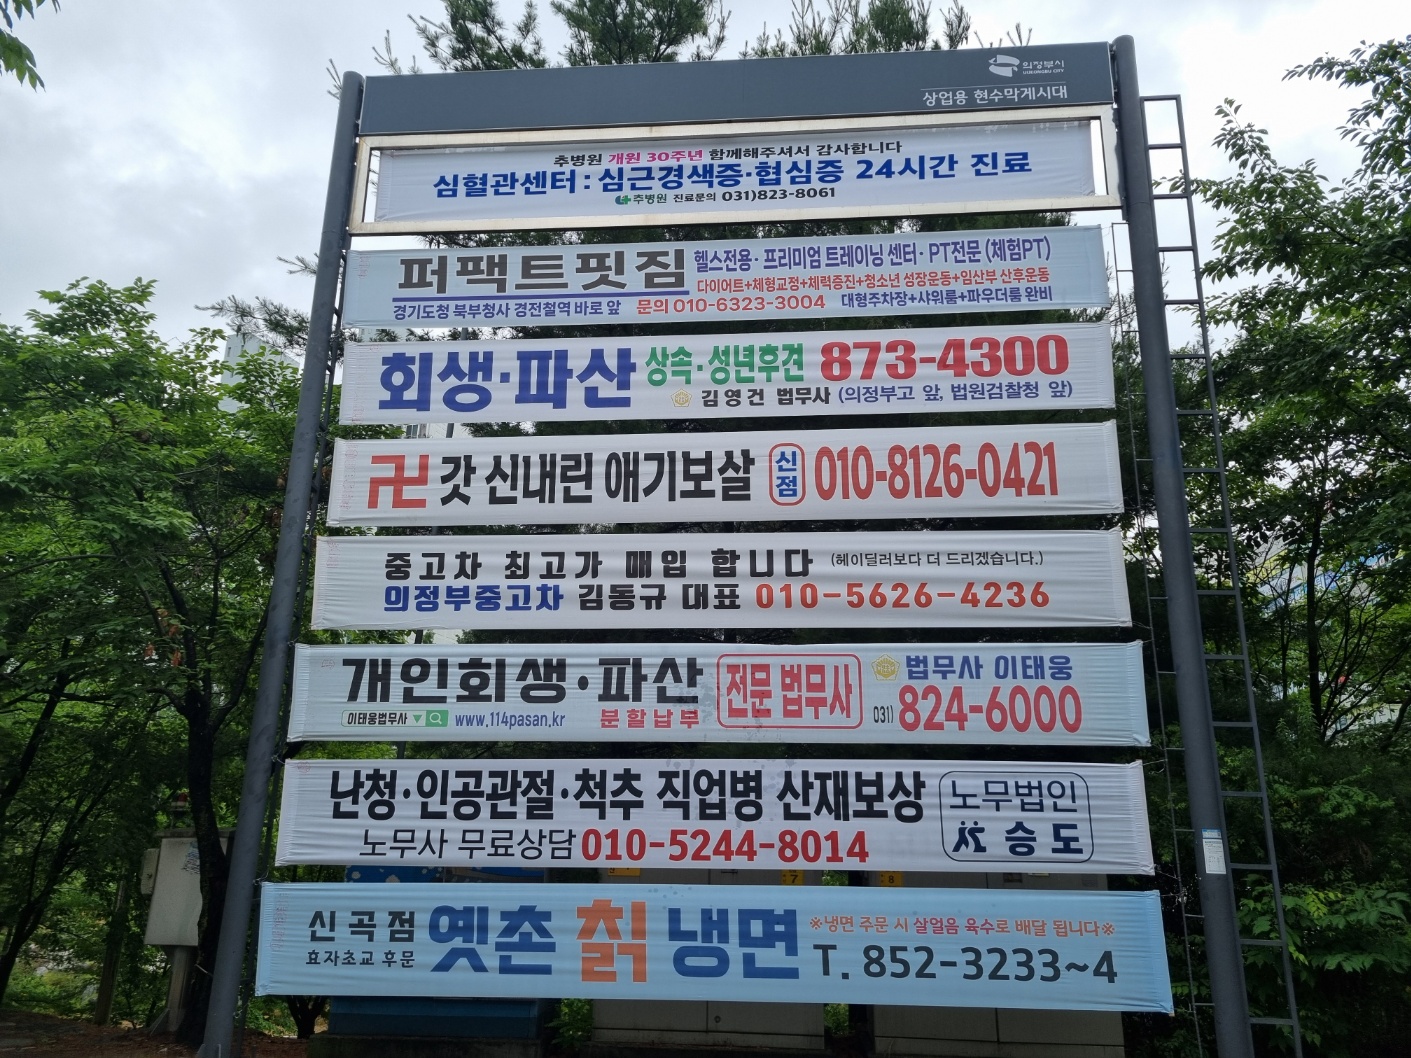 의정부시
UIJEONGBU CITY
상업용 현수막게시대
추병원 개원 30주년 함께해주셔서 감사합니다
심혈관센터 : 심근경색증·협심증 24시간 진료
추병원 진료문의 031)823-8061
퍼팩트핏짐 헬스전용· 프리미엄 트레이닝 센터· PT전문 (체험PT)
다이어트+체형교정+체력증진+청소년 성장운동+임산부 산후운동
경기도청 북부청사 경전철역 바로 앞 문의 010-6323-3004 대형주차장+샤워룸+파우더룸 완비
회생·파산 상속·성년후견 873-4300
김영건 법무사 (의정부고 앞, 법원검찰청 앞)
卍 갓 신내린 애기보살 신점 010-8126-0421
중고차 최고가 매입 합니다 (헤이딜러보다 더 드리겠습니다.)
의정부중고차 김동규 대표 010-5626-4236
개인회생·파산 전문 법무사 법무사 이태웅
이태웅법무사 www.114pasan.kr 분할납부 031) 824-6000
난청·인공관절·척추 직업병 산재보상 노무법인
노무사 무료상담 010-5244-8014 승도
신곡점 옛촌 칡 냉면 ※냉면 주문 시 살얼음 육수로 배달 됩니다※
효자초교 후문 T. 852-3233~4